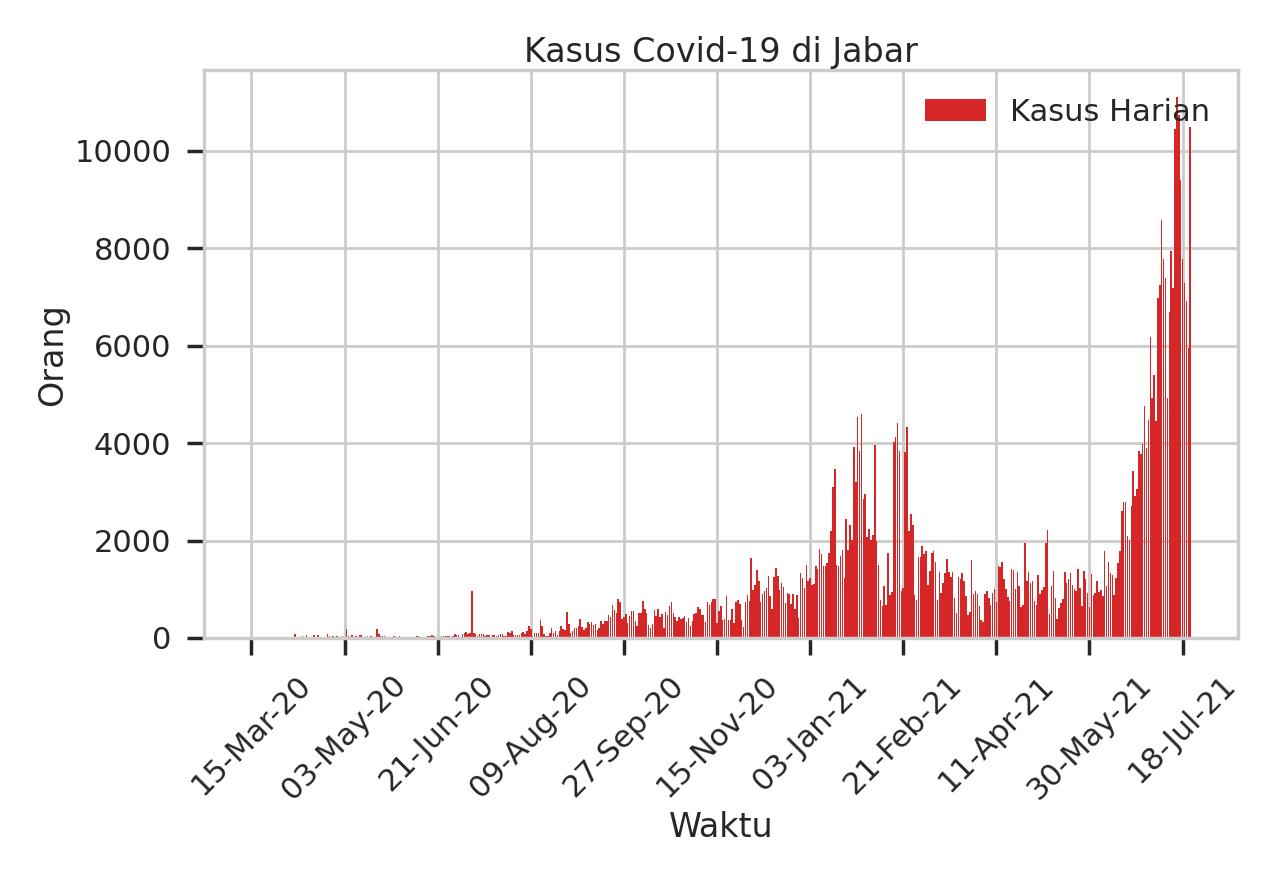 Kasus Covid-19 di Jabar
Kasus Harian
Orang
10000
8000
6000
4000
2000
0
15-Mar-20
03-May-20
21-Jun-20
09-Aug-20
27-Sep-20
15-Nov-20
03-Jan-21
21-Feb-21
11-Apr-21
30-May-21
18-Jul-21
Waktu